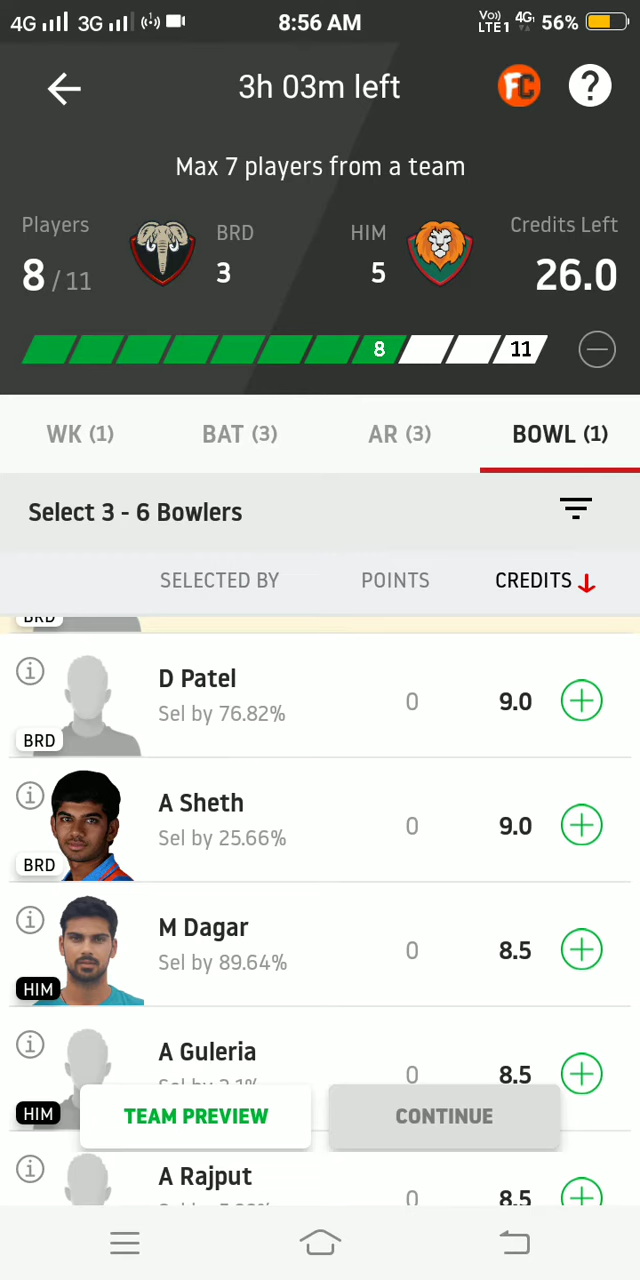 4G 3G 8:56 AM Vo)) LTE1 4G 56%
3h 03m left FC ?
Max 7 players from a team
Players BRD HIM Credits Left
8 / 11 3 5 26.0
8 11
WK (1) BAT (3) AR (3) BOWL (1)
Select 3 - 6 Bowlers
SELECTED BY POINTS CREDITS
BRD
D Patel
Sel by 76.82% 0 9.0
BRD
A Sheth
Sel by 25.66% 0 9.0
BRD
M Dagar
Sel by 89.64% 0 8.5
HIM
A Guleria
Sel by 0 8.5
HIM
TEAM PREVIEW CONTINUE
A Rajput
Sel by 0 8.5